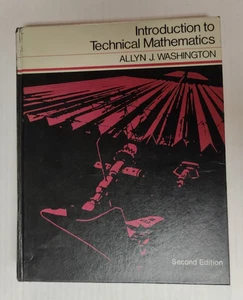 Introduction to
Technical Mathematics
ALLYN J. WASHINGTON
Second Edition